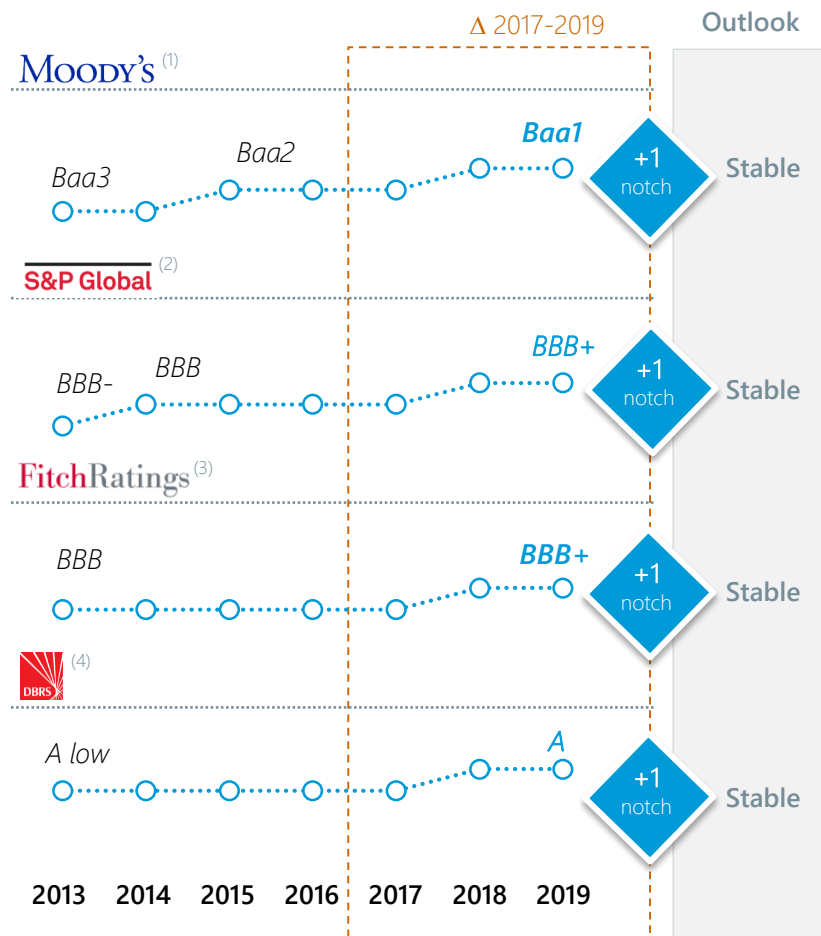 Δ 2017-2019
Outlook
MOODY'S (1)
Baa3
Baa2
Baa1
+1
notch
Stable
S&P Global (2)
BBB-
BBB
BBB+
+1
notch
Stable
FitchRatings (3)
BBB
BBB+
+1
notch
Stable
DBRS (4)
A low
A
+1
notch
Stable
2013 2014 2015 2016 2017 2018 2019